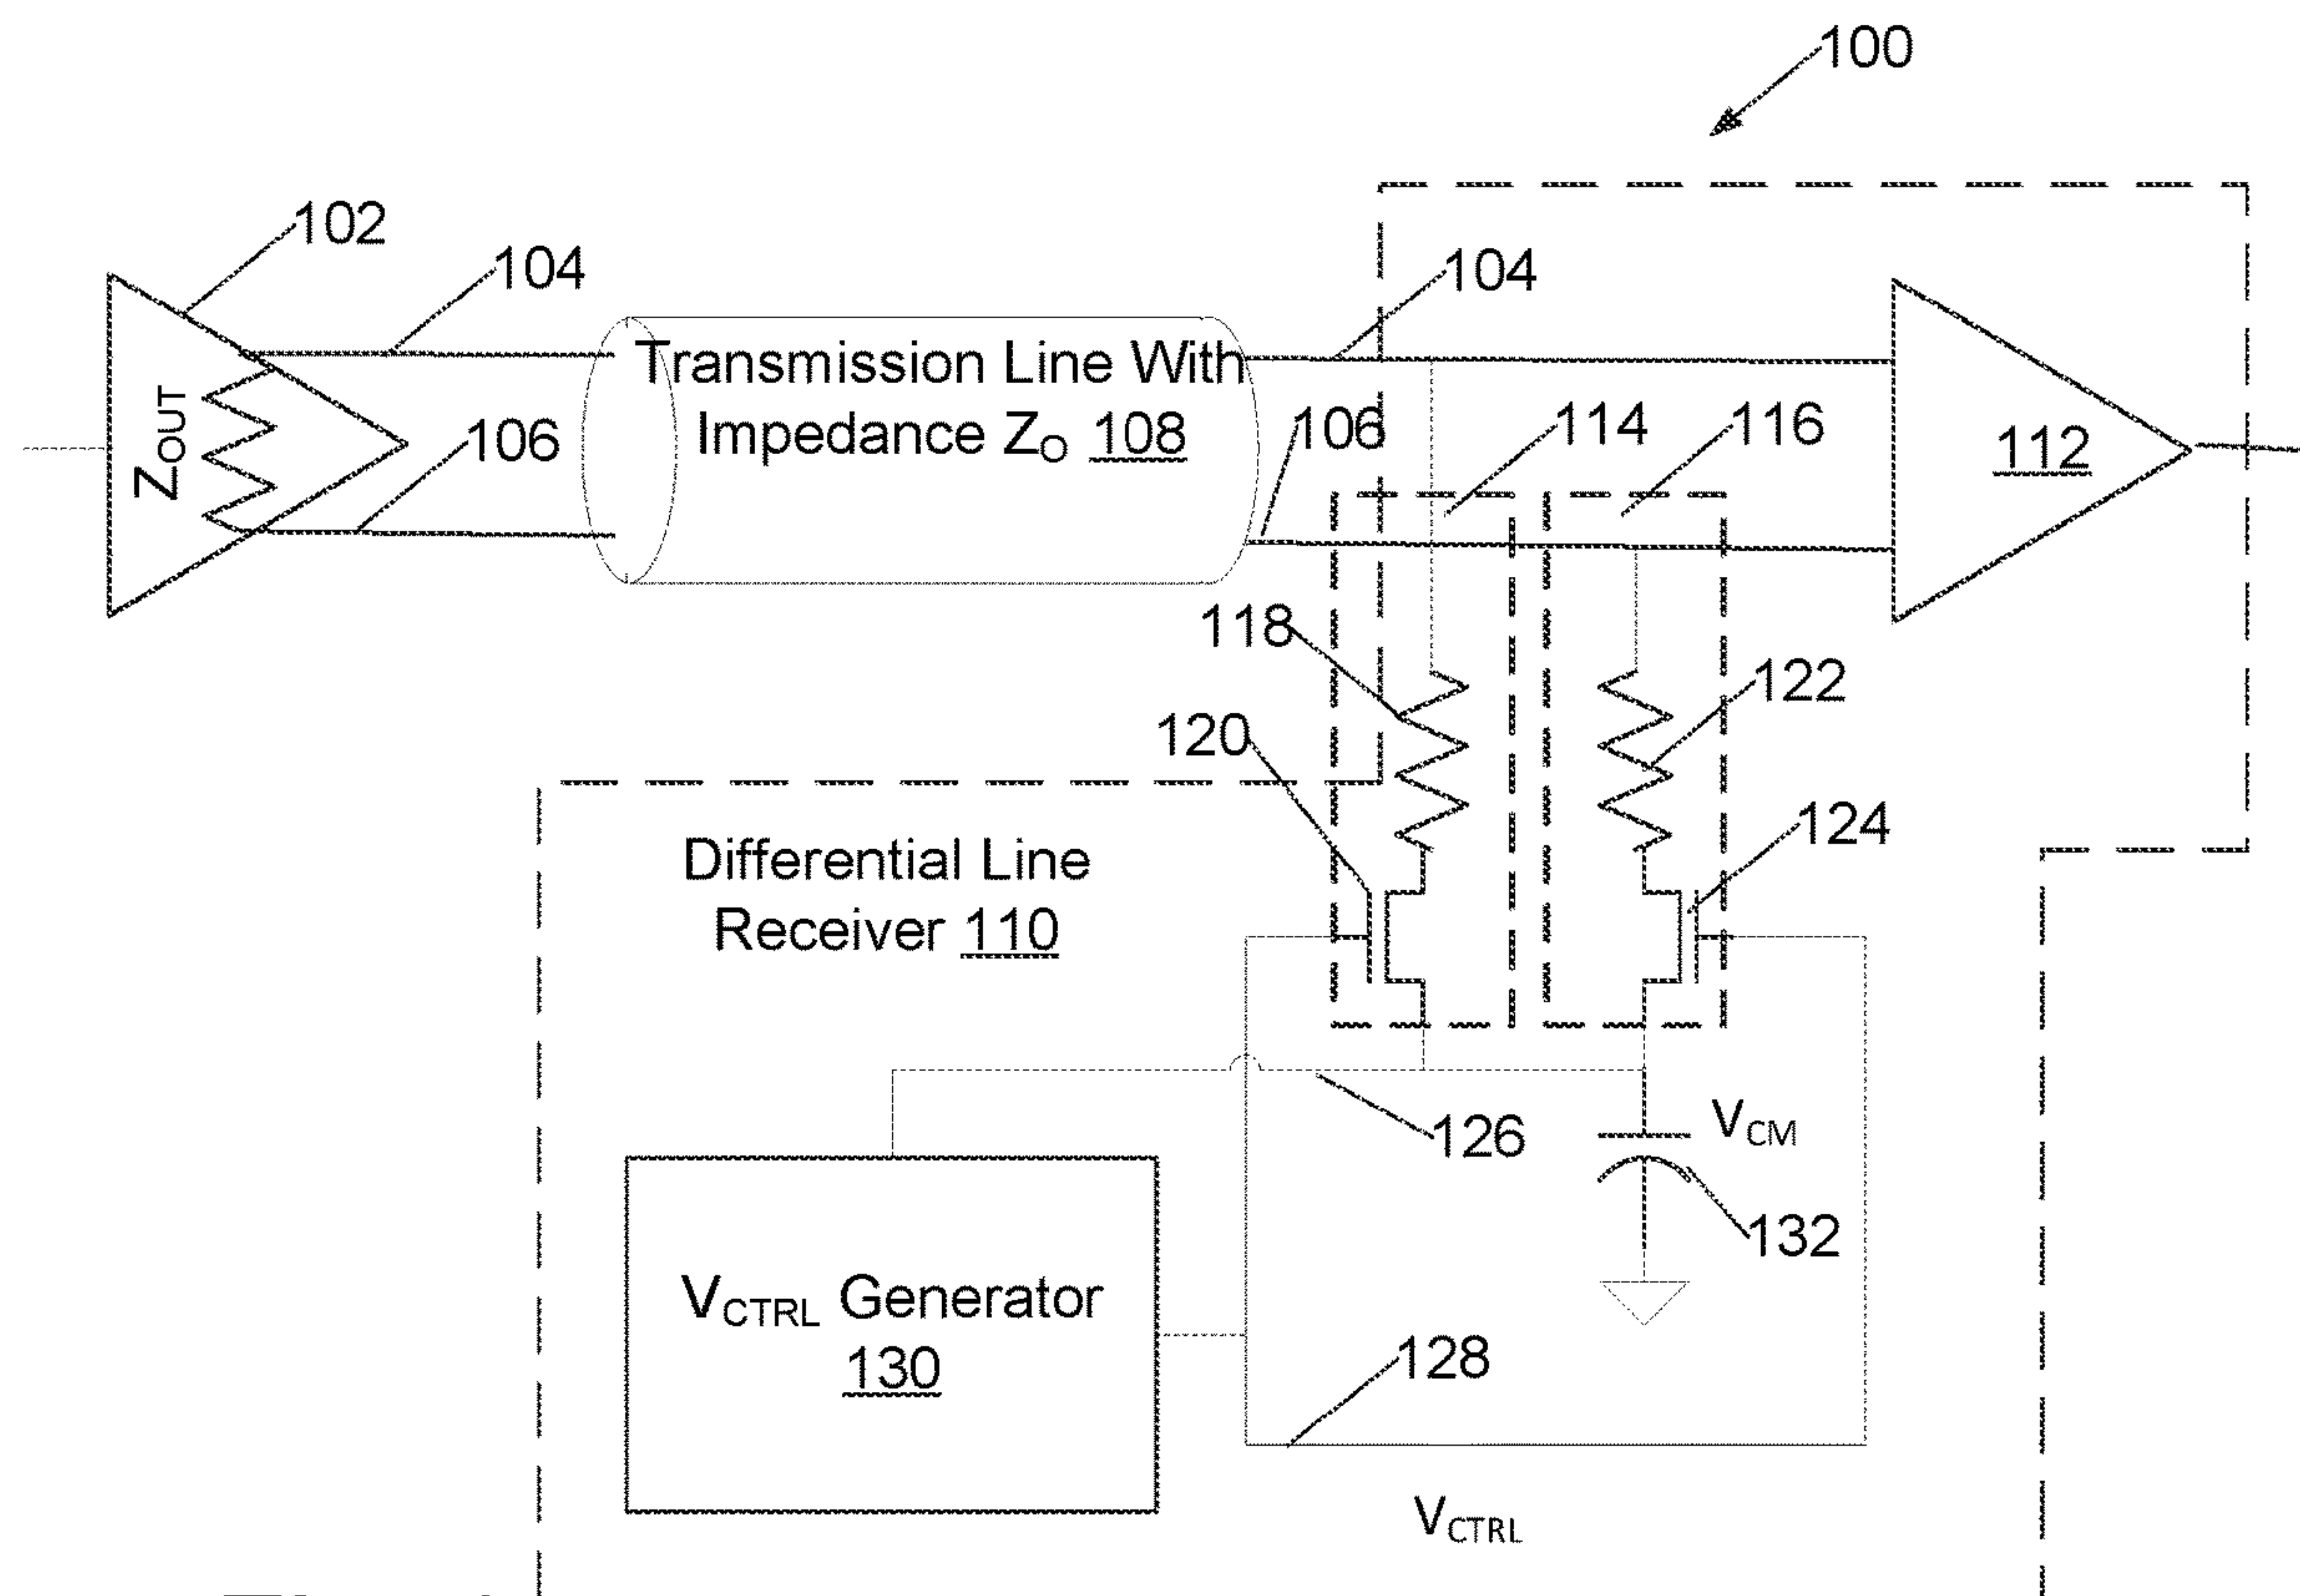 100
102
104
104
Transmission Line With
Impedance ZO 108
ZOUT
106
106
114
116
112
118
122
120
124
Differential Line
Receiver 110
126
VCM
132
VCTRL Generator
130
128
VCTRL